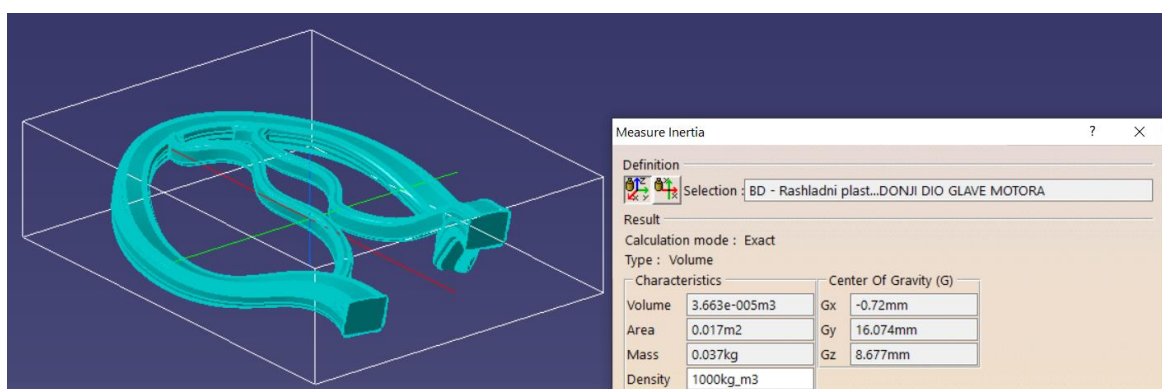 Measure Inertia ? X
Definition
Selection : BD - Rashladni plast...DONJI DIO GLAVE MOTORA
Result
Calculation mode : Exact
Type : Volume
Characteristics
Volume 3.663e-005m3
Area 0.017m2
Mass 0.037kg
Density 1000kg_m3
Center Of Gravity (G)
Gx -0.72mm
Gy 16.074mm
Gz 8.677mm